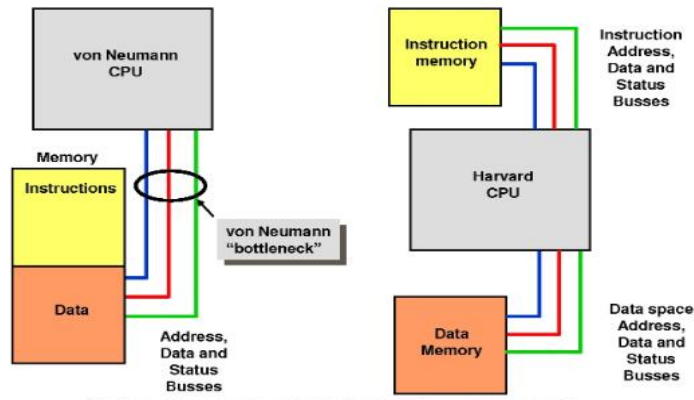 von Neumann
CPU
Memory
Instructions
Data
von Neumann
"bottleneck"
Address,
Data and
Status
Busses
Instruction
memory
Instruction
Address,
Data and
Status
Busses
Harvard
CPU
Data
Memory
Data space
Address,
Data and
Status
Busses